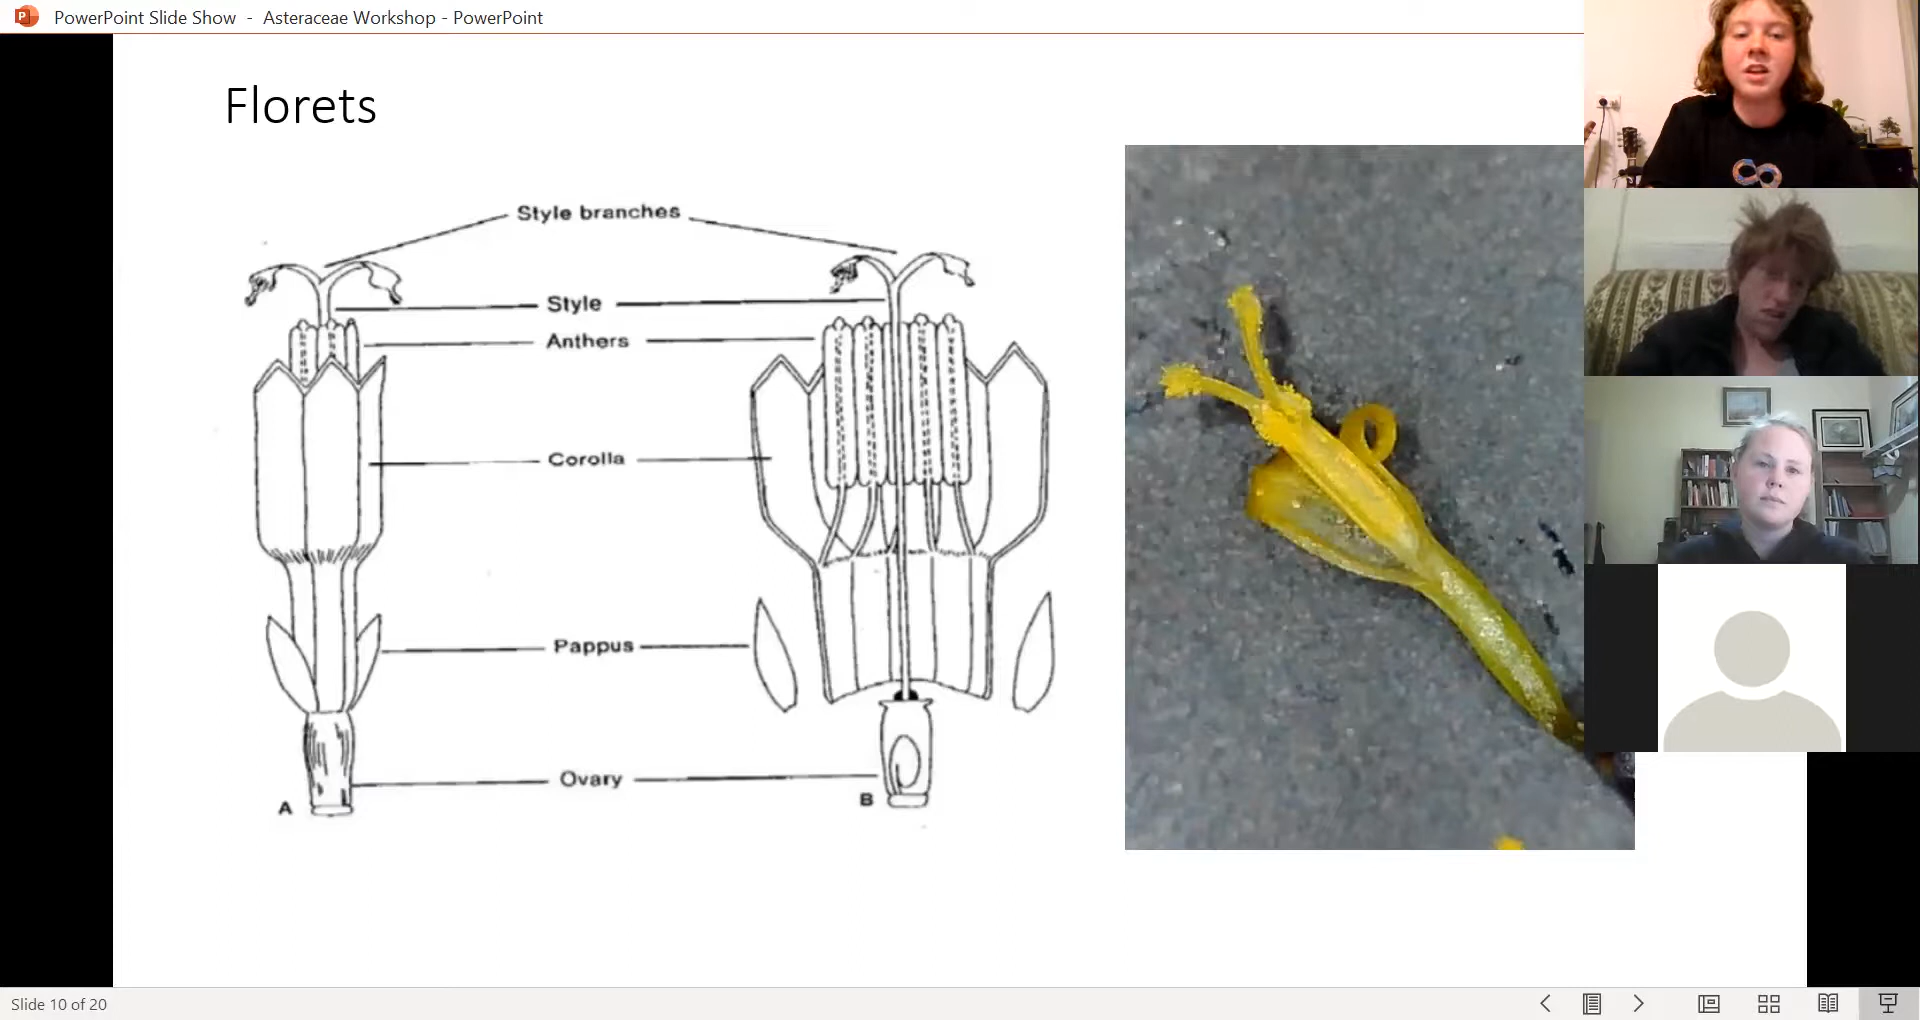 PowerPoint Slide Show - Asteraceae Workshop - PowerPoint
Florets
Style branches
Style
Anthers
Corolla
Pappus
Ovary
A
B
Slide 10 of 20